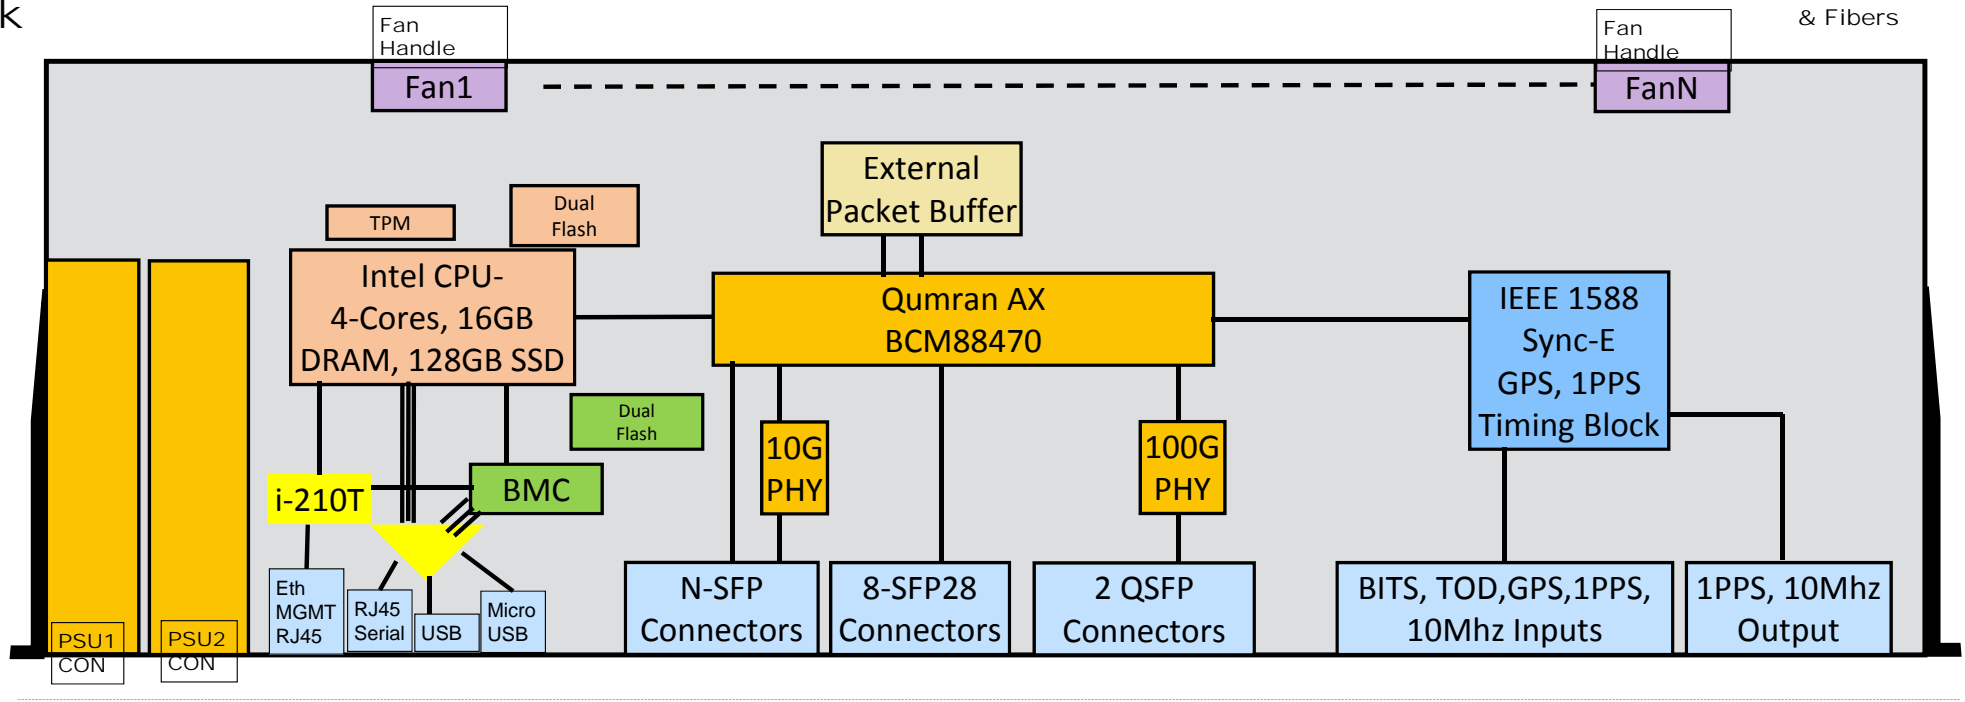 k
Fan
Handle
Fan1
Fan
Handle
FanN
& Fibers
External
Packet Buffer
TPM
Dual
Flash
Intel CPU-
4-Cores, 16GB
DRAM, 128GB SSD
Qumran AX
BCM88470
IEEE 1588
Sync-E
GPS, 1PPS
Timing Block
Dual
Flash
10G
PHY
100G
PHY
i-210T
BMC
PSU1
CON
PSU2
CON
Eth
MGMT
RJ45
RJ45
Serial
USB
Micro
USB
N-SFP
Connectors
8-SFP28
Connectors
2 QSFP
Connectors
BITS, TOD,GPS,1PPS,
10Mhz Inputs
1PPS, 10Mhz
Output